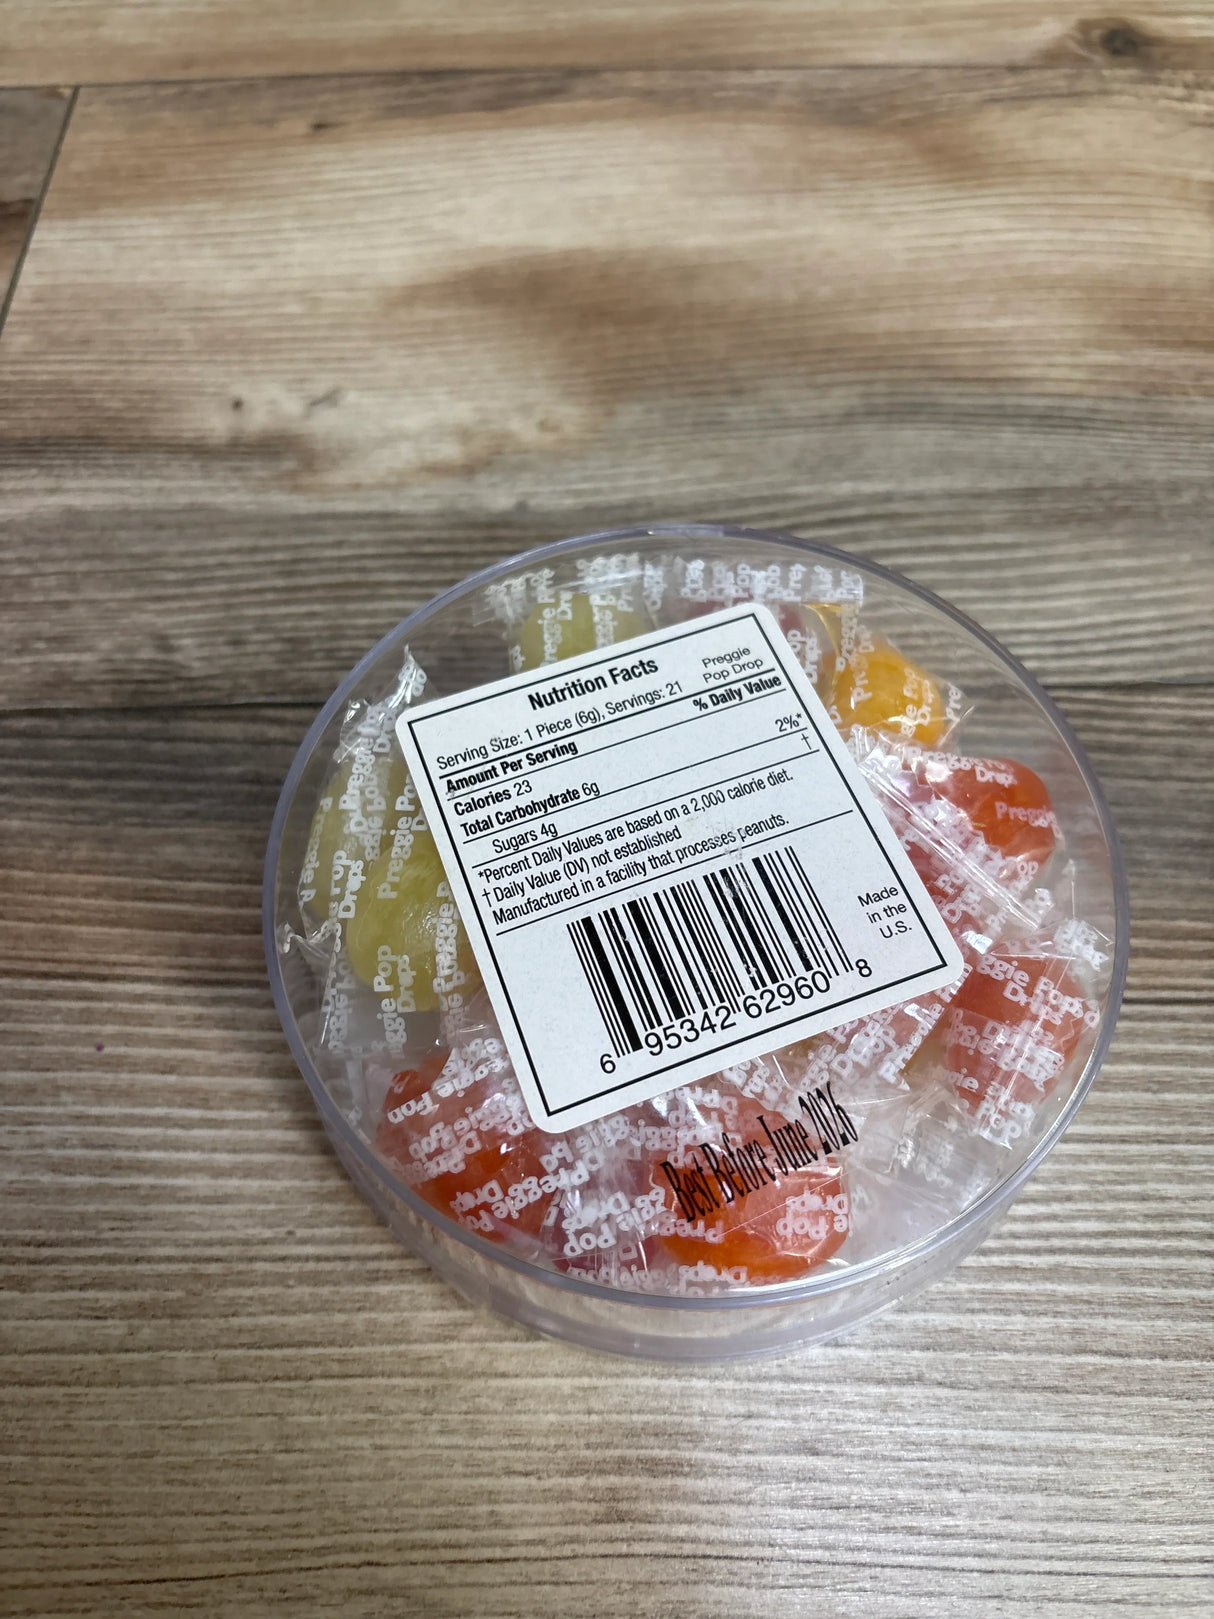 Nutrition Facts
Preggie
Pop Drop
Serving Size: 1 Piece (6g), Servings: 21
Amount Per Serving
% Daily Value
Calories 23
Total Carbohydrate 6g
2%*
Sugars 4g
†
*Percent Daily Values are based on a 2,000 calorie diet.
† Daily Value (DV) not established
Manufactured in a facility that processes peanuts.
Made
in the
U.S.
6 95342 62960 8
Best Before June 2026
Preggie Pop
Drops